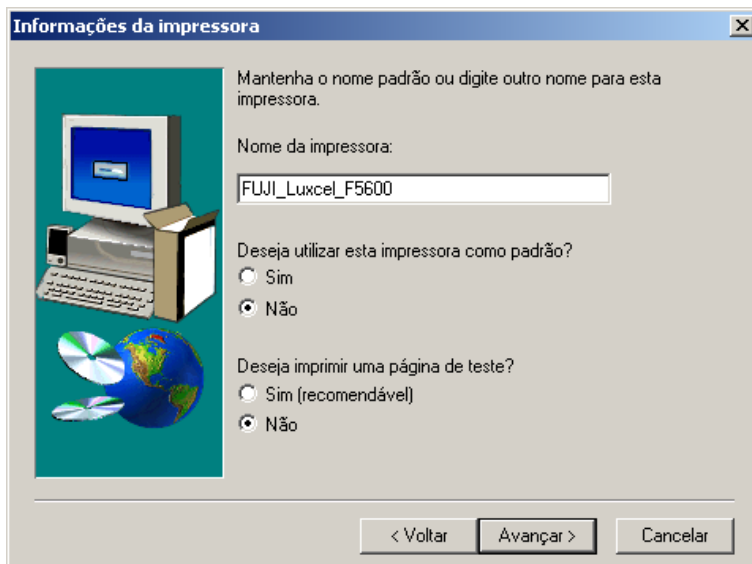 Informações da impressora
Mantenha o nome padrão ou digite outro nome para esta
impressora.
Nome da impressora:
FUJI_Luxcel_F5600
Deseja utilizar esta impressora como padrão?
Sim
Não
Deseja imprimir uma página de teste?
Sim (recomendável)
Não
< Voltar
Avançar >
Cancelar